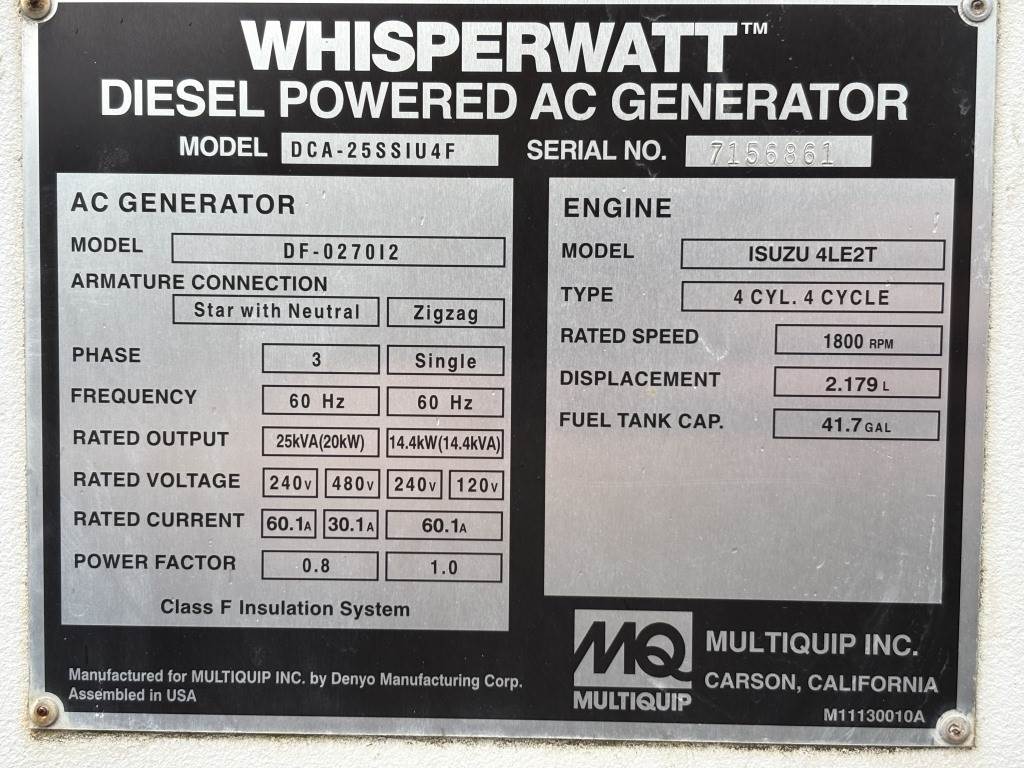 WHISPERWATT™
DIESEL POWERED AC GENERATOR
MODEL DCA-25SSIU4F SERIAL NO. 7156861
AC GENERATOR
MODEL DF-0270I2
ARMATURE CONNECTION
Star with Neutral Zigzag
PHASE 3 Single
FREQUENCY 60 Hz 60 Hz
RATED OUTPUT 25kVA(20kW) 14.4kW(14.4kVA)
RATED VOLTAGE 240V 480V 240V 120V
RATED CURRENT 60.1A 30.1A 60.1A
POWER FACTOR 0.8 1.0
Class F Insulation System
ENGINE
MODEL ISUZU 4LE2T
TYPE 4 CYL. 4 CYCLE
RATED SPEED 1800 RPM
DISPLACEMENT 2.179 L
FUEL TANK CAP. 41.7 GAL
Manufactured for MULTIQUIP INC. by Denyo Manufacturing Corp.
Assembled in USA
MQ
MULTIQUIP
MULTIQUIP INC.
CARSON, CALIFORNIA
M11130010A